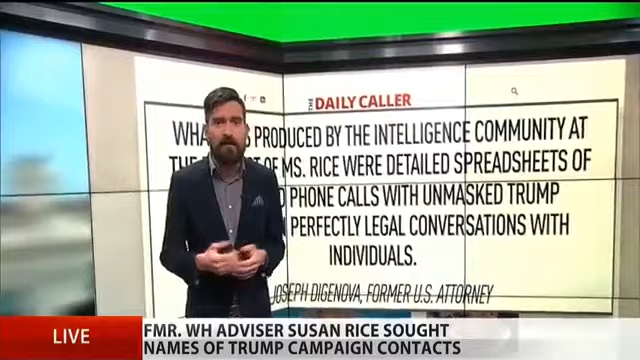 THE DAILY CALLER
WHA S PRODUCED BY THE INTELLIGENCE COMMUNITY AT
THE T OF MS. RICE WERE DETAILED SPREADSHEETS OF
D PHONE CALLS WITH UNMASKED TRUMP
PERFECTLY LEGAL CONVERSATIONS WITH
INDIVIDUALS.
JOSEPH DIGENOVA, FORMER U.S. ATTORNEY
LIVE
FMR. WH ADVISER SUSAN RICE SOUGHT
NAMES OF TRUMP CAMPAIGN CONTACTS